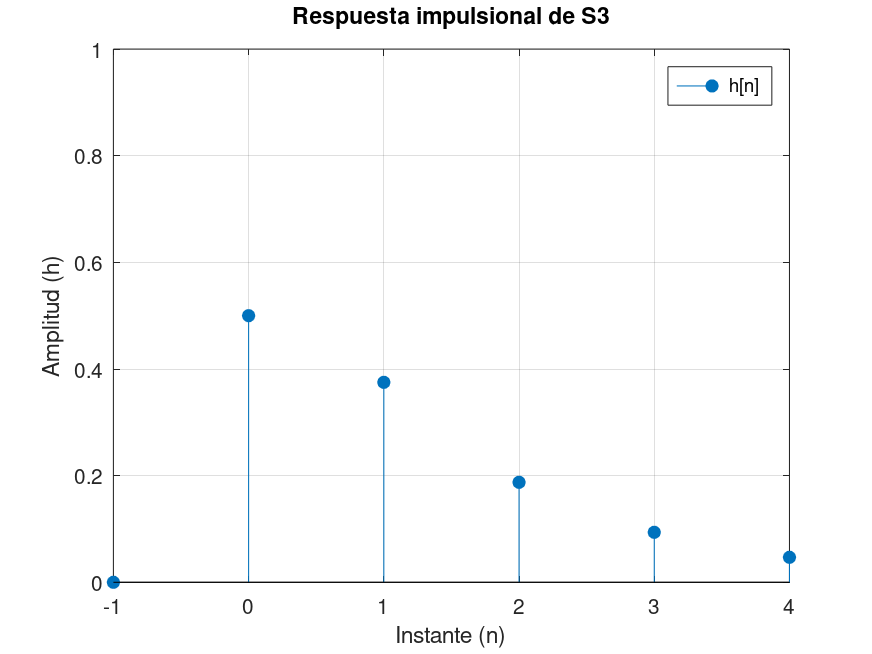 Respuesta impulsional de S3
h[n]
1
0.8
0.6
0.4
0.2
0
Amplitud (h)
-1 0 1 2 3 4
Instante (n)